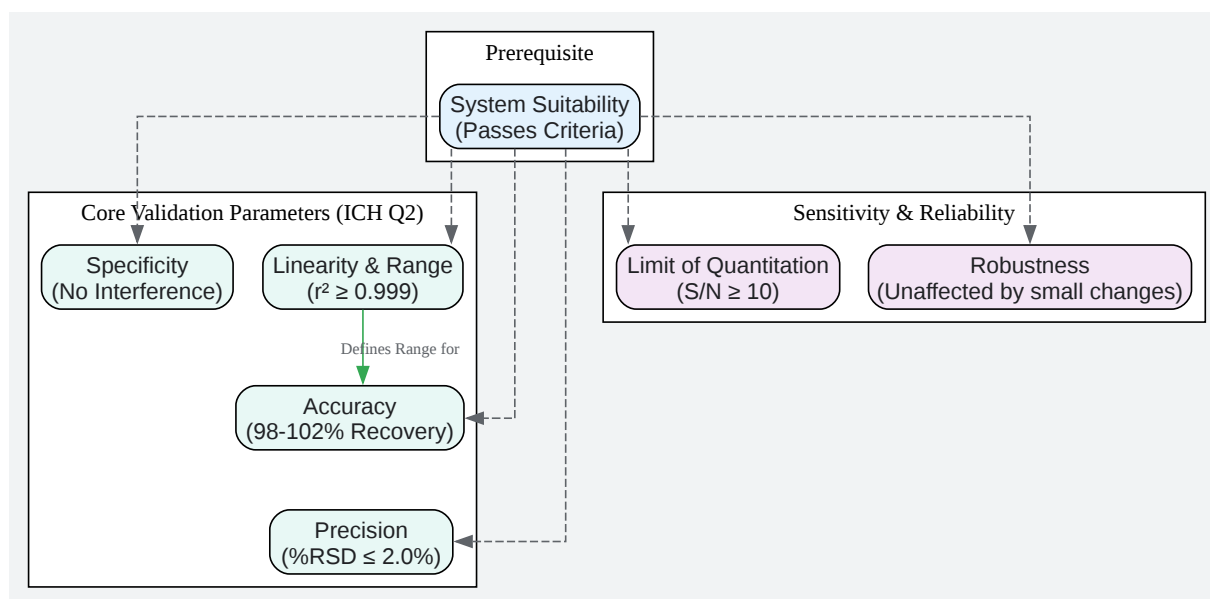 Prerequisite
System Suitability
(Passes Criteria)
Core Validation Parameters (ICH Q2)
Specificity
(No Interference)
Linearity & Range
(r² ≥ 0.999)
Defines Range for
Accuracy
(98-102% Recovery)
Precision
(%RSD ≤ 2.0%)
Sensitivity & Reliability
Limit of Quantitation
(S/N ≥ 10)
Robustness
(Unaffected by small changes)